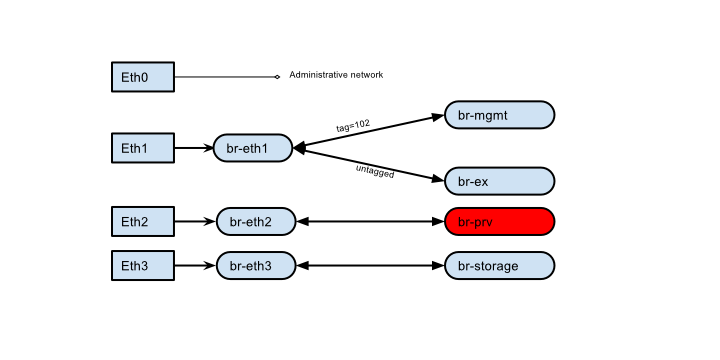 Eth0
Administrative network
Eth1
br-eth1
tag=102
untagged
br-mgmt
br-ex
Eth2
br-eth2
br-prv
Eth3
br-eth3
br-storage